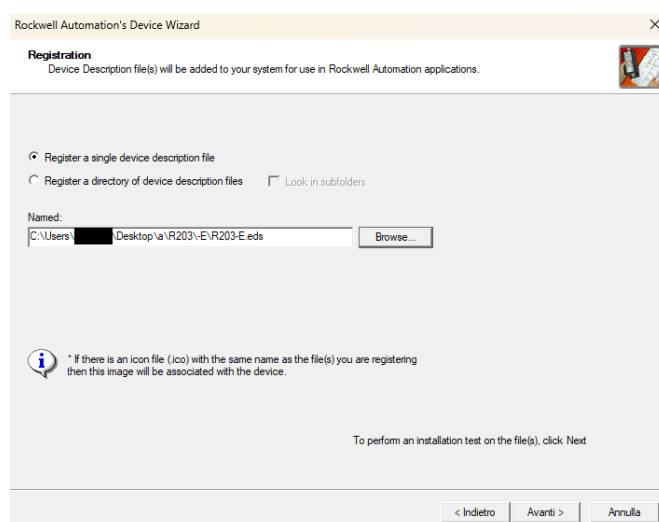 Rockwell Automation's Device Wizard
Registration
Device Description file(s) will be added to your system for use in Rockwell Automation applications.
Register a single device description file
Register a directory of device description files Look in subfolders
Named:
C:\Users\ \Desktop\a\R203\-E\R203-E.eds Browse...
* If there is an icon file (.ico) with the same name as the file(s) you are registering
then this image will be associated with the device.
To perform an installation test on the file(s), click Next
< Indietro Avanti > Annulla